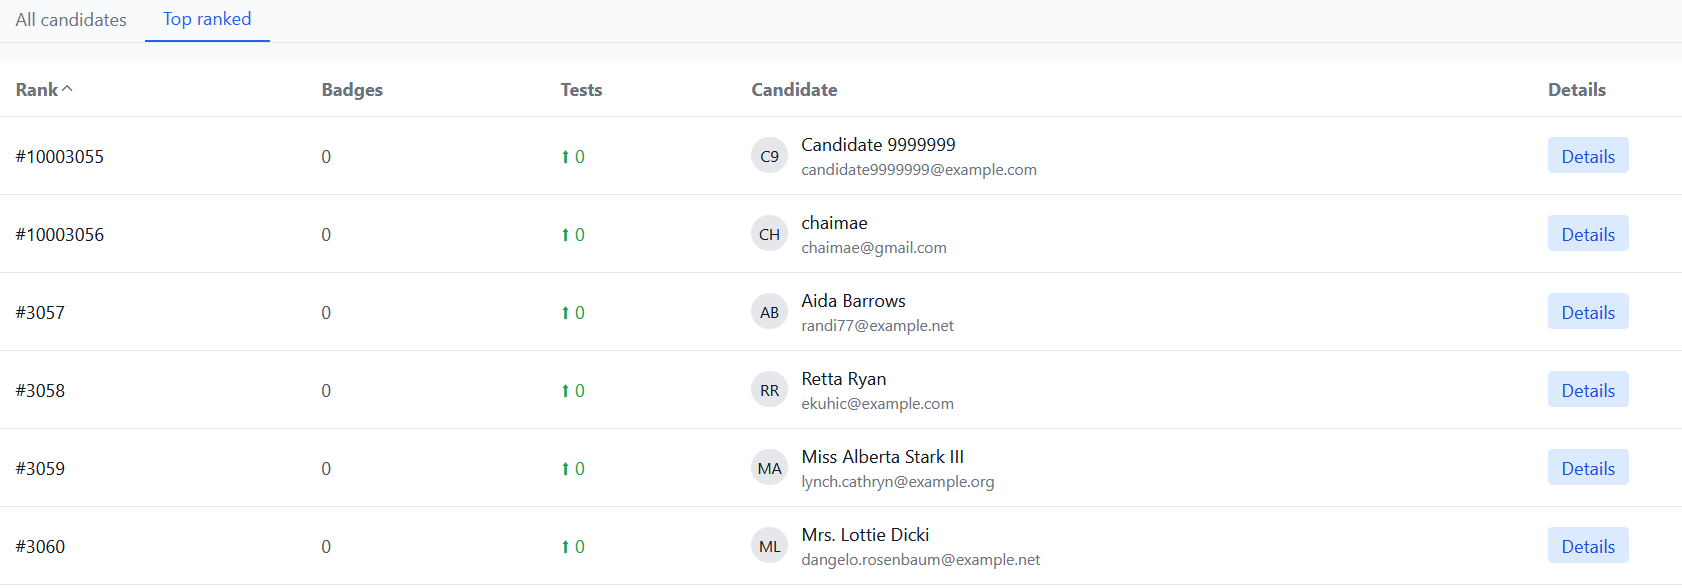 All candidates Top ranked
Rank Badges Tests Candidate Details
#10003055 0 0 C9 Candidate 9999999 Details
candidate9999999@example.com
#10003056 0 0 CH chaimae Details
chaimae@gmail.com
#3057 0 0 AB Aida Barrows Details
randi77@example.net
#3058 0 0 RR Retta Ryan Details
ekuhic@example.com
#3059 0 0 MA Miss Alberta Stark III Details
lynch.cathryn@example.org
#3060 0 0 ML Mrs. Lottie Dicki Details
dangelo.rosenbaum@example.net